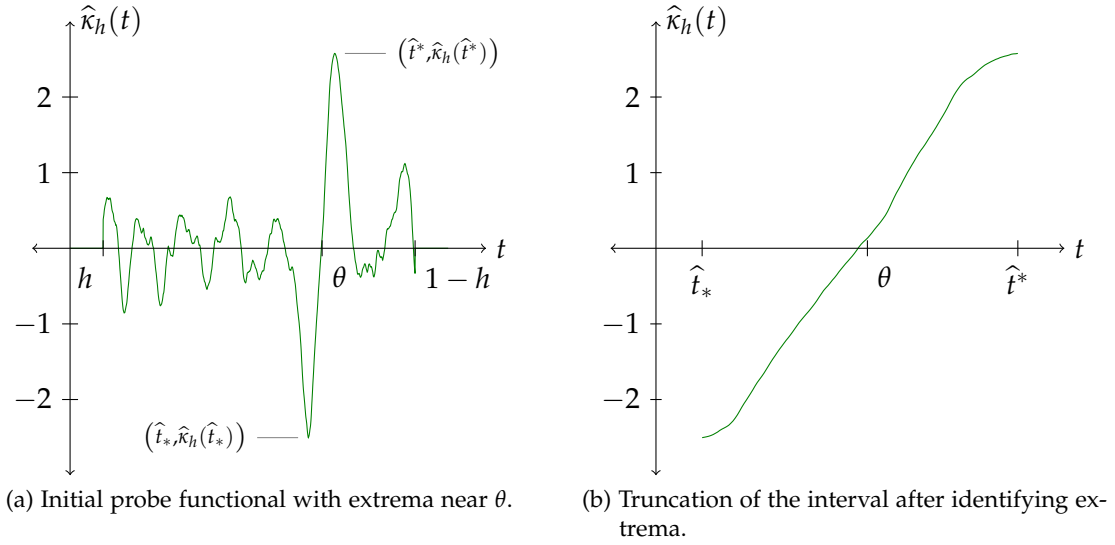 κ̂ₕ(t)
(t̂*,κ̂ₕ(t̂*))
2
1
t
h
θ
1 − h
−1
−2
(t̂₎,κ̂ₕ(t̂₎)) 
(a) Initial probe functional with extrema near θ.
κ̂ₕ(t)
2
1
t
t̂₎
θ
t̂*
−1
−2
(b) Truncation of the interval after identifying ex-
trema.